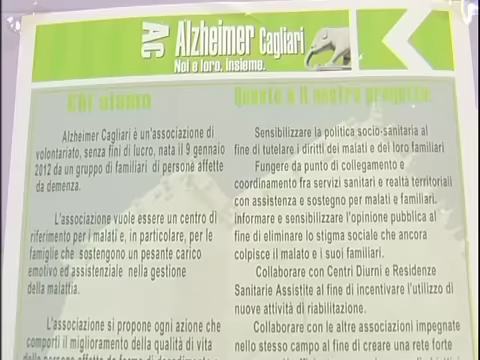 AC
Alzheimer Cagliari
Noi e loro, insieme.
Chi siamo
Alzheimer Cagliari è un'associazione di
volontariato, senza fini di lucro, nata il 9 gennaio
2012 da un gruppo di familiari di persone affette
da demenza.
L'associazione vuole essere un centro di
riferimento per i malati e, in particolare, per le
famiglie che sostengono un pesante carico
emotivo ed assistenziale nella gestione
della malattia.
L'associazione si propone ogni azione che
comporti il miglioramento della qualità di vita
delle persone affette da forme di decadimento
Questo è il nostro progetto
Sensibilizzare la politica socio-sanitaria al
fine di tutelare i diritti dei malati e dei loro familiari
Fungere da punto di collegamento e
coordinamento fra servizi sanitari e realtà territoriali
con assistenza e sostegno per malati e familiari.
Informare e sensibilizzare l'opinione pubblica al
fine di eliminare lo stigma sociale che ancora
colpisce il malato e i suoi familiari.
Collaborare con Centri Diurni e Residenze
Sanitarie Assistite al fine di incentivare l'utilizzo di
nuove attività di riabilitazione.
Collaborare con le altre associazioni impegnate
nello stesso campo al fine di creare una rete forte